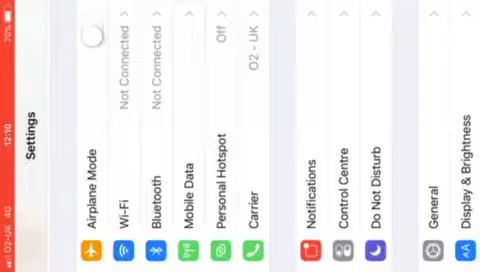 O2-UK 4G 12:10 70%
Settings
Airplane Mode
Wi-Fi Not Connected
Bluetooth Not Connected
Mobile Data
Personal Hotspot Off
Carrier O2 - UK
Notifications
Control Centre
Do Not Disturb
General
Display & Brightness
AA